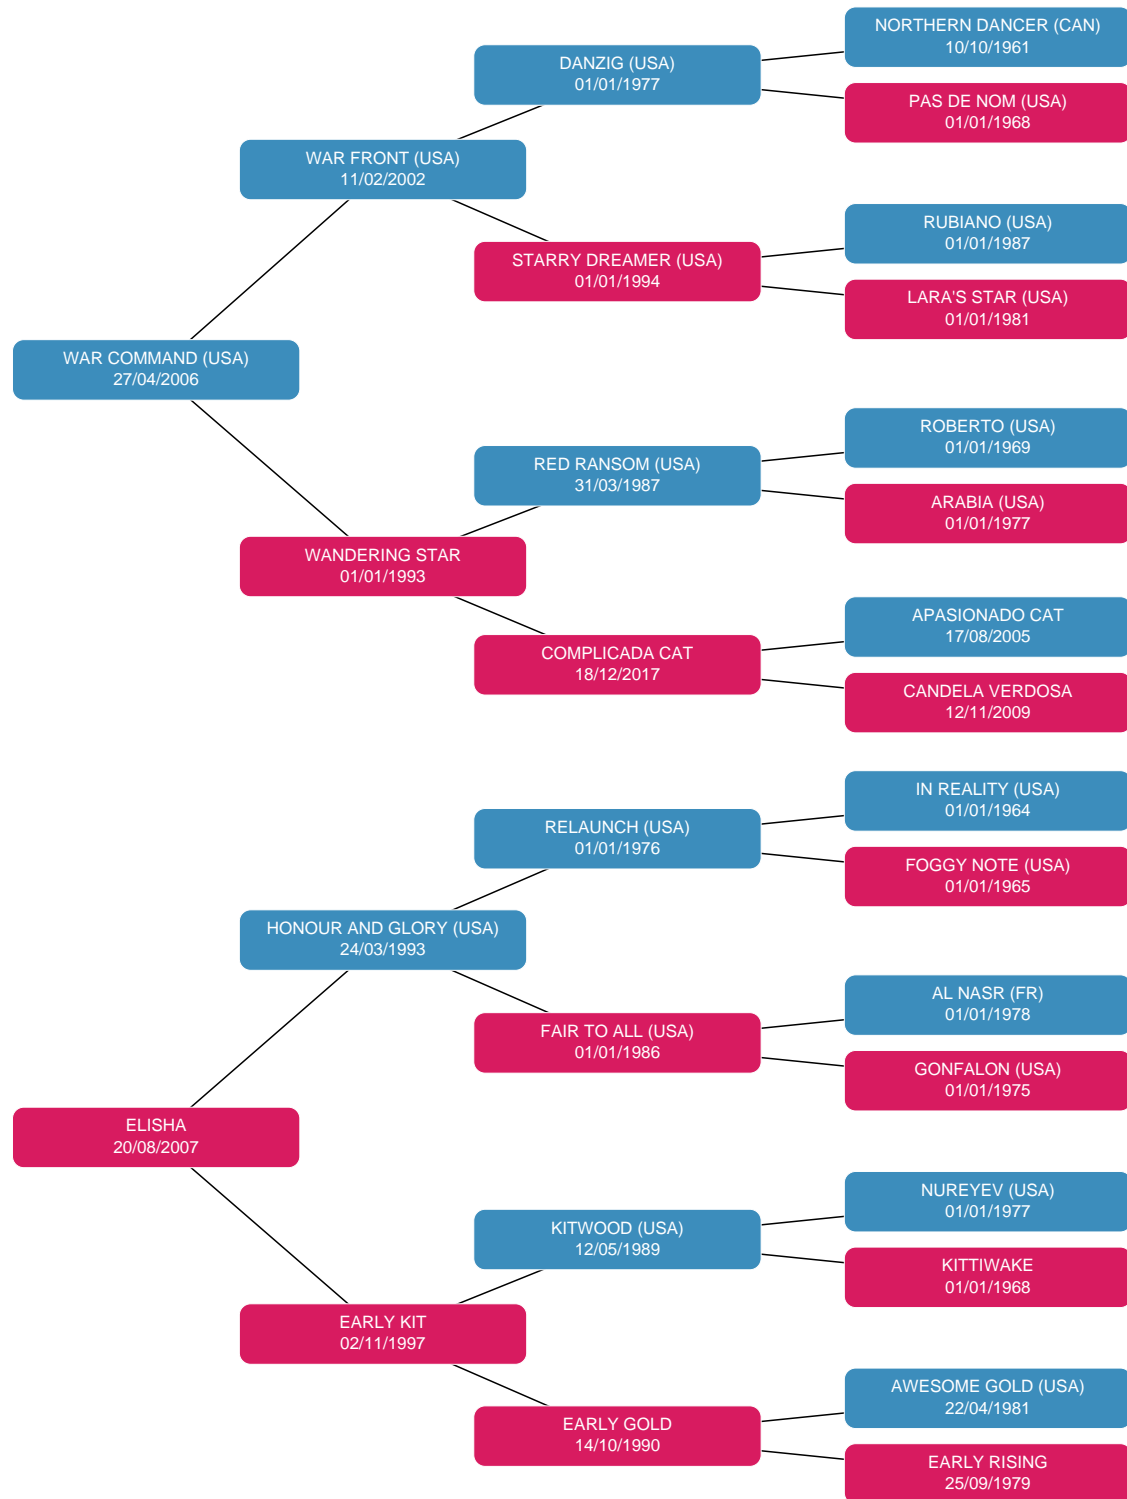 NORTHERN DANCER (CAN)
10/10/1961
DANZIG (USA)
01/01/1977
PAS DE NOM (USA)
01/01/1968
WAR FRONT (USA)
11/02/2002
RUBIANO (USA)
01/01/1987
STARRY DREAMER (USA)
01/01/1994
LARA'S STAR (USA)
01/01/1981
WAR COMMAND (USA)
27/04/2006
ROBERTO (USA)
01/01/1969
RED RANSOM (USA)
31/03/1987
ARABIA (USA)
01/01/1977
WANDERING STAR
01/01/1993
APASIONADO CAT
17/08/2005
COMPLICADA CAT
18/12/2017
CANDELA VERDOSA
12/11/2009
IN REALITY (USA)
01/01/1964
RELAUNCH (USA)
01/01/1976
FOGGY NOTE (USA)
01/01/1965
HONOUR AND GLORY (USA)
24/03/1993
AL NASR (FR)
01/01/1978
FAIR TO ALL (USA)
01/01/1986
GONFALON (USA)
01/01/1975
ELISHA
20/08/2007
NUREYEV (USA)
01/01/1977
KITWOOD (USA)
12/05/1989
KITTIWAKE
01/01/1968
EARLY KIT
02/11/1997
AWESOME GOLD (USA)
22/04/1981
EARLY GOLD
14/10/1990
EARLY RISING
25/09/1979